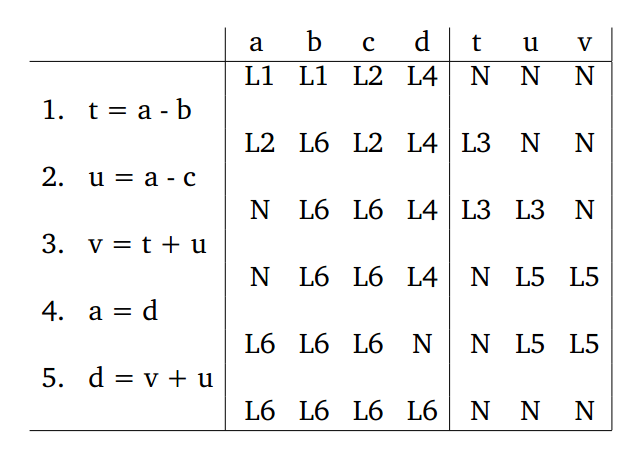 a b c d t u v
L1 L1 L2 L4 N N N
1. t = a - b
L2 L6 L2 L4 L3 N N
2. u = a - c
N L6 L6 L4 L3 L3 N
3. v = t + u
N L6 L6 L4 N L5 L5
4. a = d
L6 L6 L6 N N L5 L5
5. d = v + u
L6 L6 L6 L6 N N N